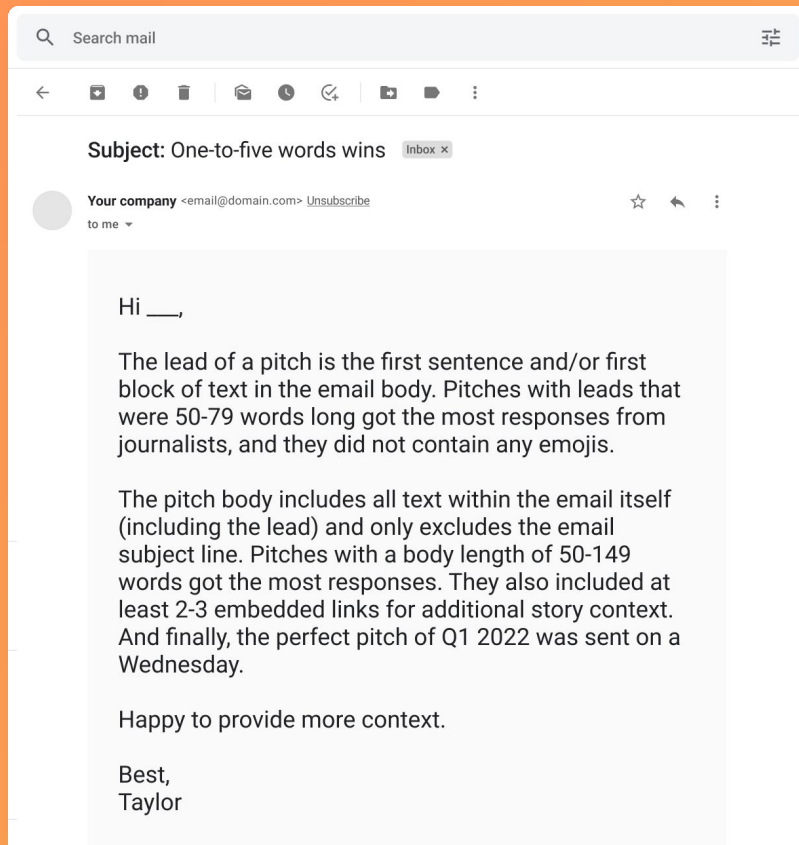 Search mail
Subject: One-to-five words wins Inbox ×
Your company <email@domain.com> Unsubscribe
to me
Hi ___,
The lead of a pitch is the first sentence and/or first
block of text in the email body. Pitches with leads that
were 50-79 words long got the most responses from
journalists, and they did not contain any emojis.
The pitch body includes all text within the email itself
(including the lead) and only excludes the email
subject line. Pitches with a body length of 50-149
words got the most responses. They also included at
least 2-3 embedded links for additional story context.
And finally, the perfect pitch of Q1 2022 was sent on a
Wednesday.
Happy to provide more context.
Best,
Taylor